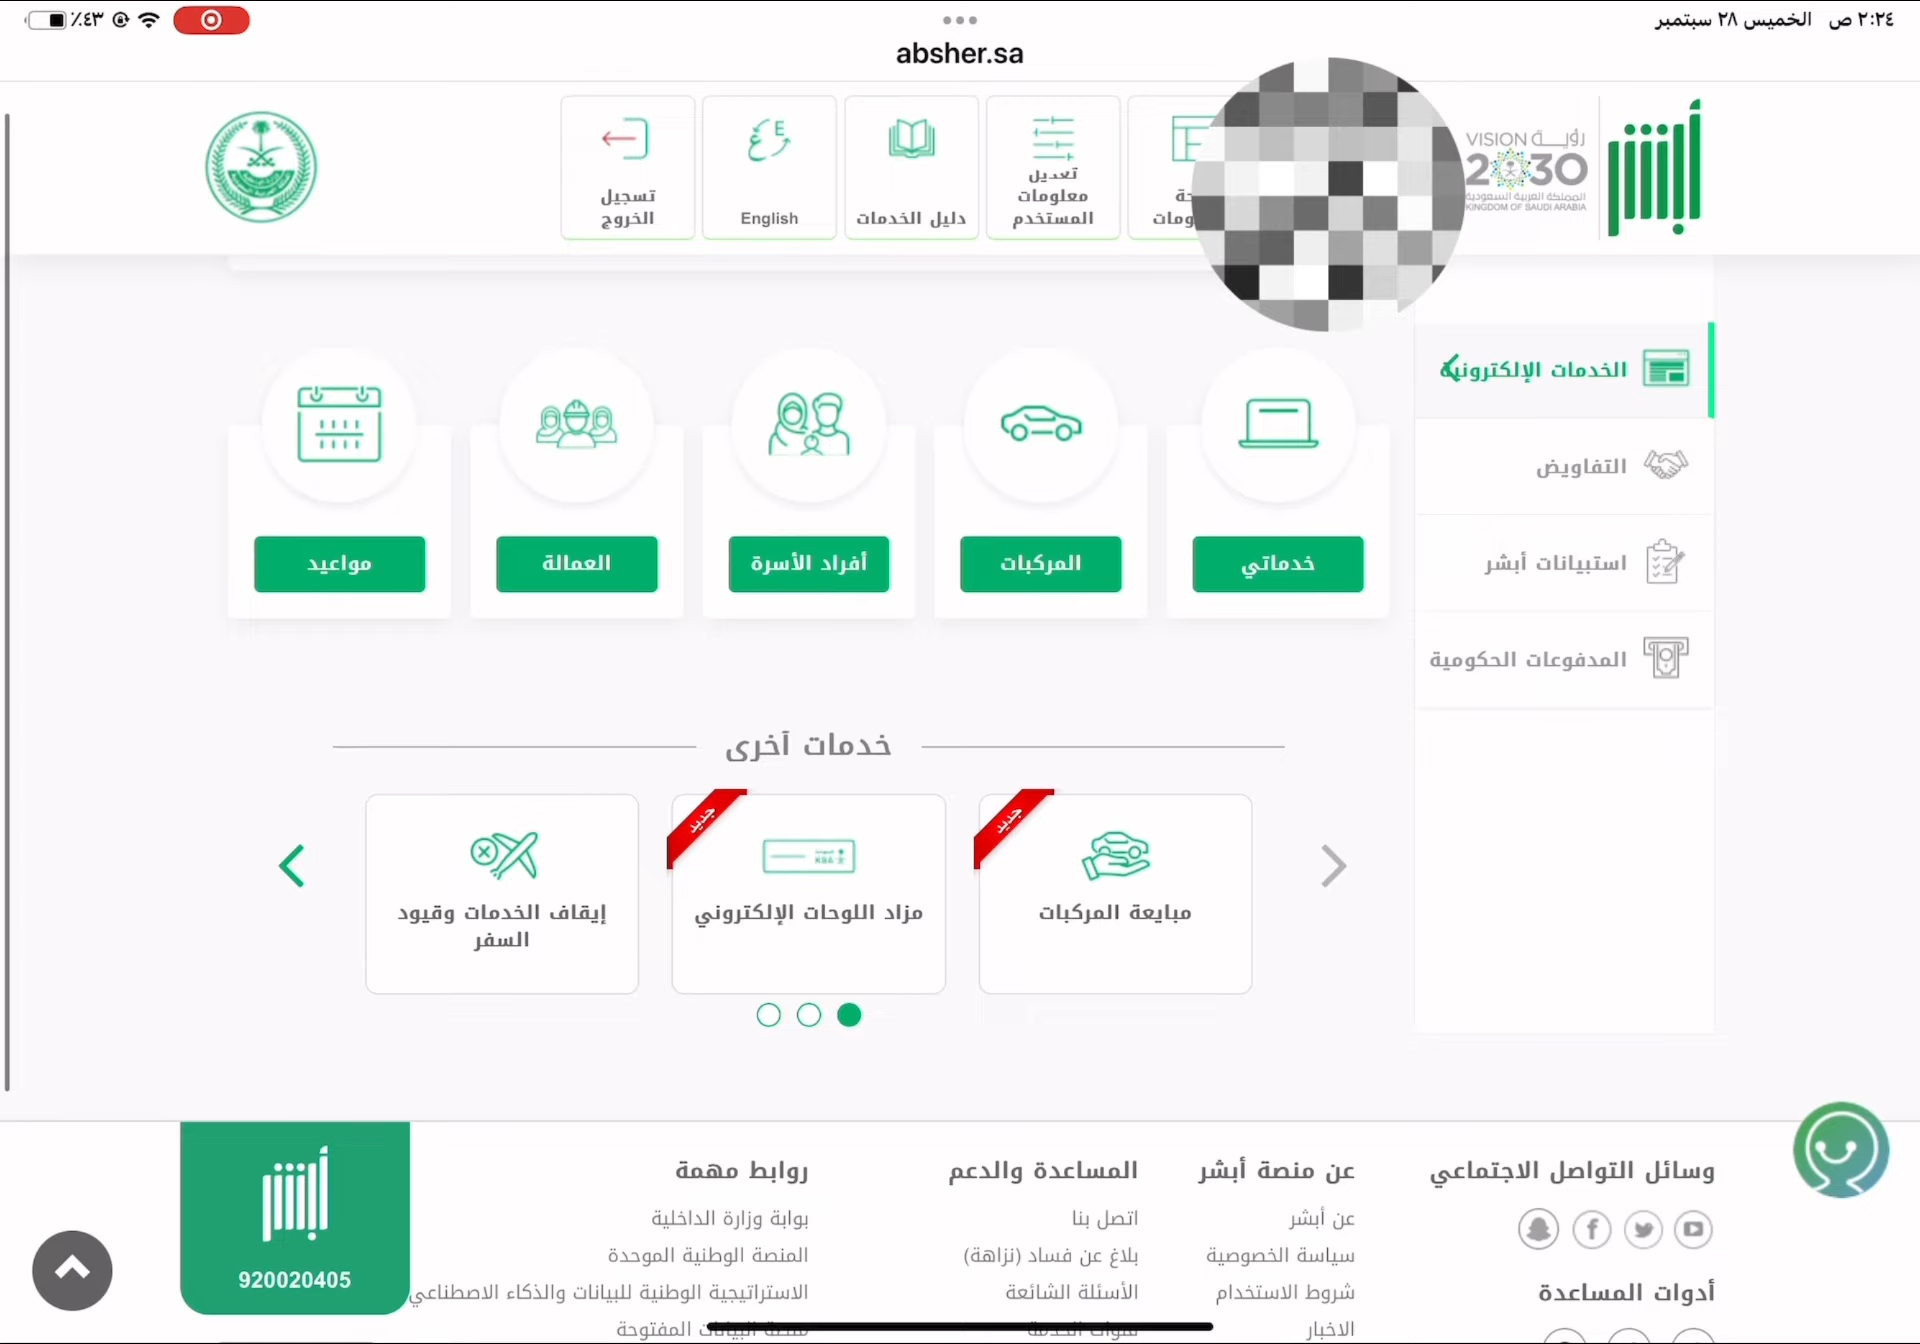 ٢:٢٤ ص الخميس ٢٨ سبتمبر
٤٣٪
absher.sa
أبشر
VISION رؤيـــة
2030
المملكة العربية السعودية
KINGDOM OF SAUDI ARABIA
تعديل
معلومات
المستخدم
دليل الخدمات
English
تسجيل
الخروج
الخدمات الإلكترونية
التفاويض
استبيانات أبشر
المدفوعات الحكومية
خدماتي
المركبات
أفراد الأسرة
العمالة
مواعيد
خدمات أخرى
جديد
مبايعة المركبات
جديد
مزاد اللوحات الإلكتروني
إيقاف الخدمات وقيود
السفر
وسائل التواصل الاجتماعي
أدوات المساعدة
عن منصة أبشر
عن أبشر
سياسة الخصوصية
شروط الاستخدام
الاخبار
المساعدة والدعم
اتصل بنا
بلاغ عن فساد (نزاهة)
الأسئلة الشائعة
روابط مهمة
بوابة وزارة الداخلية
المنصة الوطنية الموحدة
الاستراتيجية الوطنية للبيانات والذكاء الاصطناعي
المفتوحة
أبشر
920020405